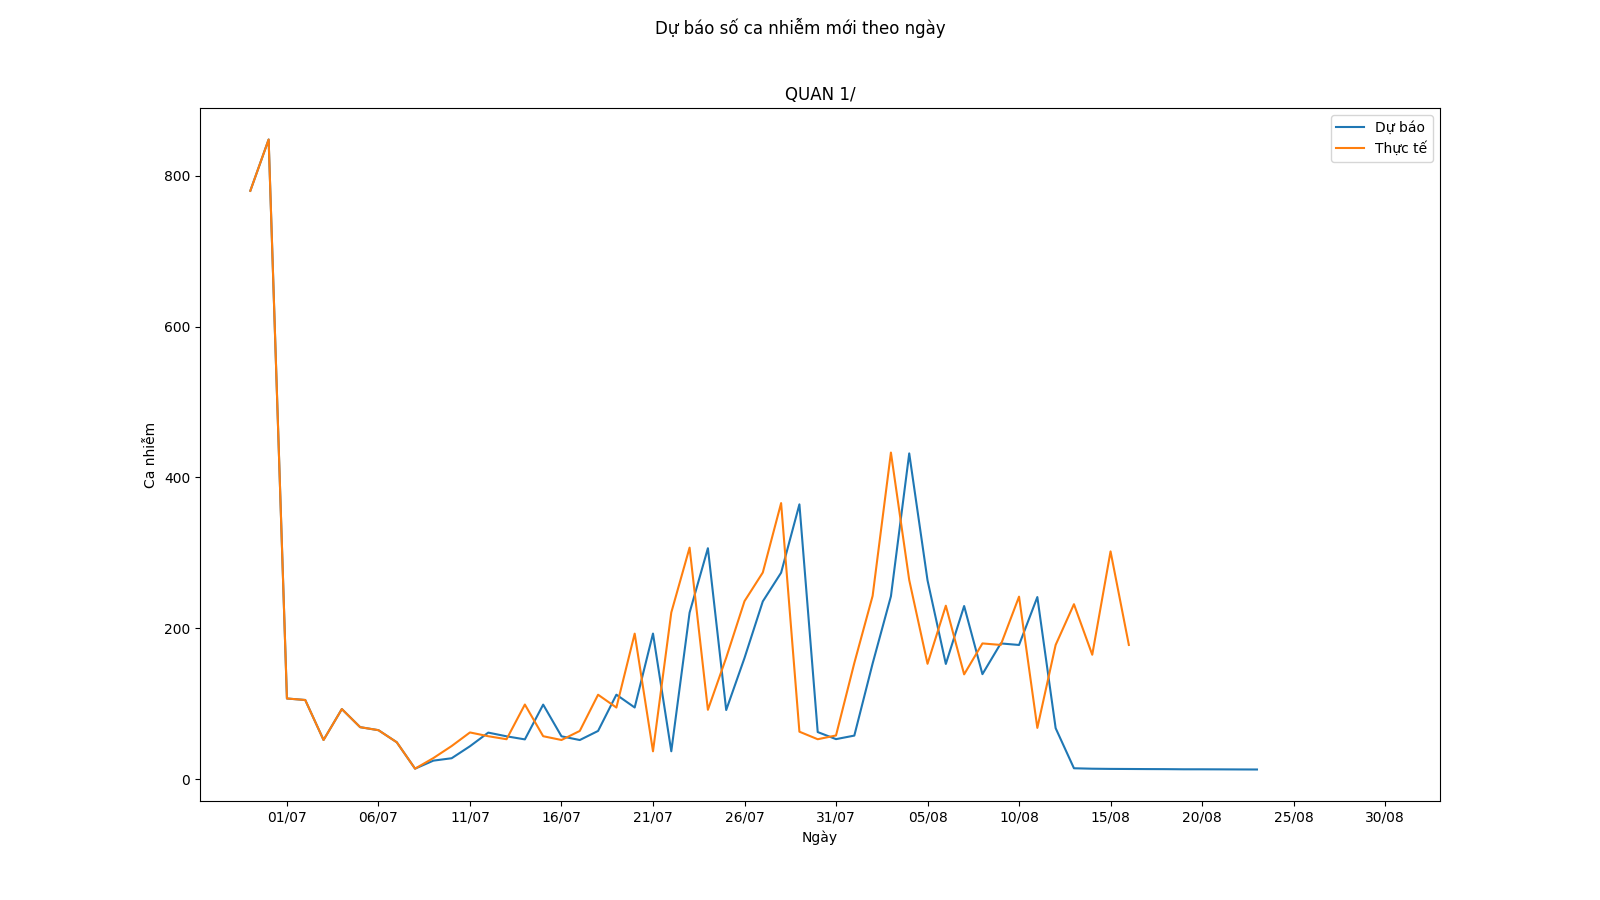 Dự báo số ca nhiễm mới theo ngày
QUAN 1/
Dự báo
Thực tế
800
600
400
200
0
Ca nhiễm
01/07 06/07 11/07 16/07 21/07 26/07 31/07 05/08 10/08 15/08 20/08 25/08 30/08
Ngày